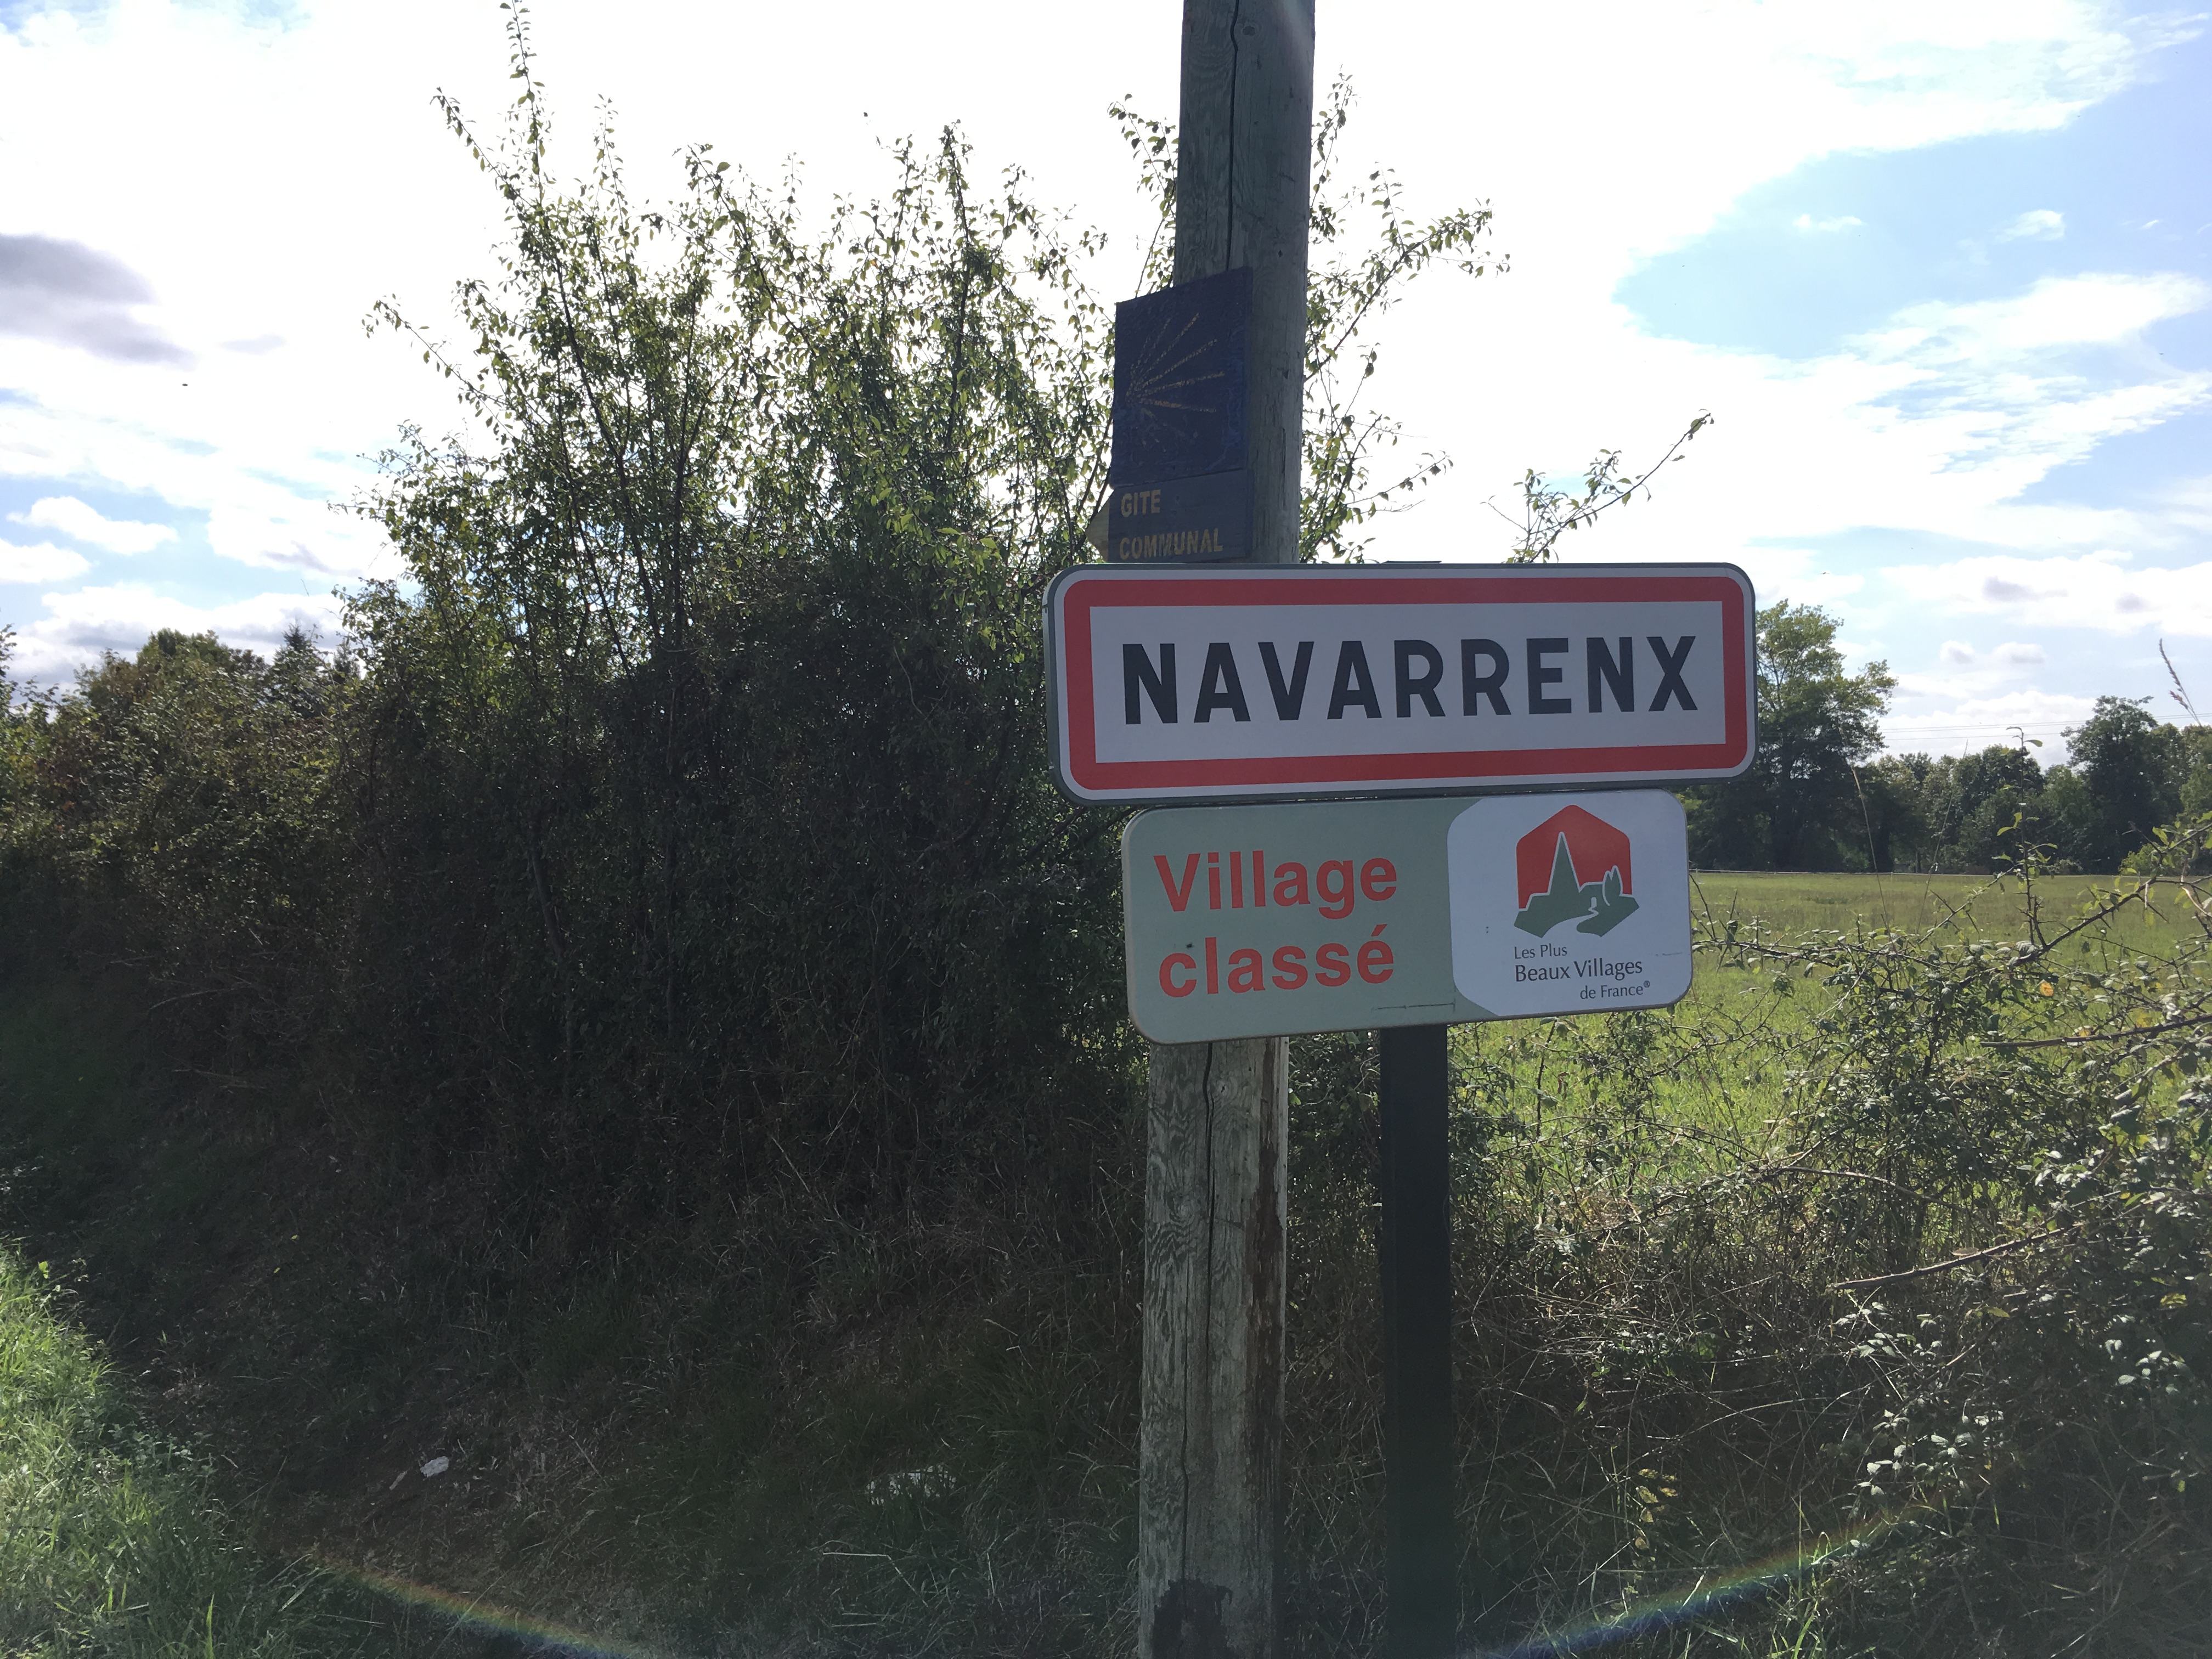 GITE
COMMUNAL
NAVARRENX
Village
classé
Les Plus
Beaux Villages
de France®